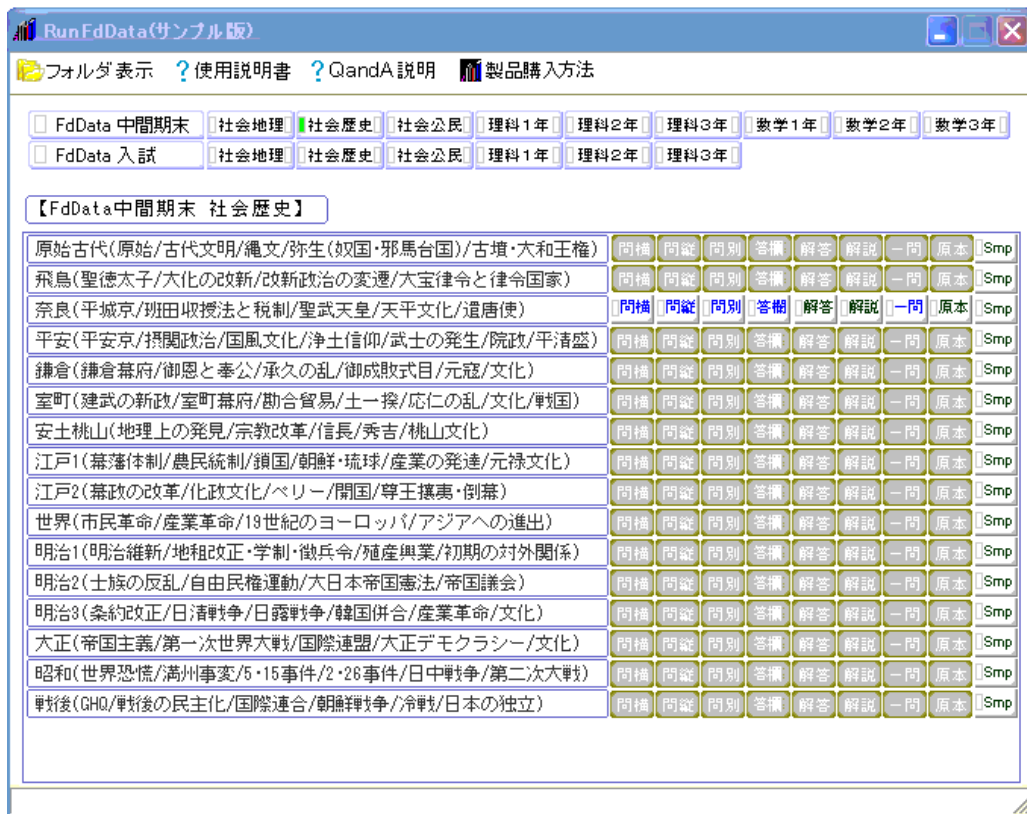 RunFdData(サンプル版)
フォルダ表示 ?使用説明書 ?QandA説明 製品購入方法
FdData 中間期末 社会地理 社会歴史 社会公民 理科1年 理科2年 理科3年 数学1年 数学2年 数学3年
FdData 入試 社会地理 社会歴史 社会公民 理科1年 理科2年 理科3年
【FdData中間期末 社会歴史】
原始古代(原始/古代文明/縄文/弥生(奴国・邪馬台国)/古墳・大和王権) 問横 問縦 問別 答欄 解答 解説 一問 原本 Smp
飛鳥(聖徳太子/大化の改新/改新政治の変遷/大宝律令と律令国家) 問横 問縦 問別 答欄 解答 解説 一問 原本 Smp
奈良(平城京/班田収授法と税制/聖武天皇/天平文化/遣唐使) 問横 問縦 問別 答欄 解答 解説 一問 原本 Smp
平安(平安京/摂関政治/国風文化/浄土信仰/武士の発生/院政/平清盛) 問横 問縦 問別 答欄 解答 解説 一問 原本 Smp
鎌倉(鎌倉幕府/御恩と奉公/承久の乱/御成敗式目/元寇/文化) 問横 問縦 問別 答欄 解答 解説 一問 原本 Smp
室町(建武の新政/室町幕府/勘合貿易/土一揆/応仁の乱/文化/戦国) 問横 問縦 問別 答欄 解答 解説 一問 原本 Smp
安土桃山(地理上の発見/宗教改革/信長/秀吉/桃山文化) 問横 問縦 問別 答欄 解答 解説 一問 原本 Smp
江戸1(幕藩体制/農民統制/鎖国/朝鮮・琉球/産業の発達/元禄文化) 問横 問縦 問別 答欄 解答 解説 一問 原本 Smp
江戸2(幕政の改革/化政文化/ペリー/開国/尊王攘夷・倒幕) 問横 問縦 問別 答欄 解答 解説 一問 原本 Smp
世界(市民革命/産業革命/19世紀のヨーロッパ/アジアへの進出) 問横 問縦 問別 答欄 解答 解説 一問 原本 Smp
明治1(明治維新/地租改正・学制・徴兵令/殖産興業/初期の対外関係) 問横 問縦 問別 答欄 解答 解説 一問 原本 Smp
明治2(士族の反乱/自由民権運動/大日本帝国憲法/帝国議会) 問横 問縦 問別 答欄 解答 解説 一問 原本 Smp
明治3(条約改正/日清戦争/日露戦争/韓国併合/産業革命/文化) 問横 問縦 問別 答欄 解答 解説 一問 原本 Smp
大正(帝国主義/第一次世界大戦/国際連盟/大正デモクラシー/文化) 問横 問縦 問別 答欄 解答 解説 一問 原本 Smp
昭和(世界恐慌/満州事変/5・15事件/2・26事件/日中戦争/第二次大戦) 問横 問縦 問別 答欄 解答 解説 一問 原本 Smp
戦後(GHQ/戦後の民主化/国際連合/朝鮮戦争/冷戦/日本の独立) 問横 問縦 問別 答欄 解答 解説 一問 原本 Smp